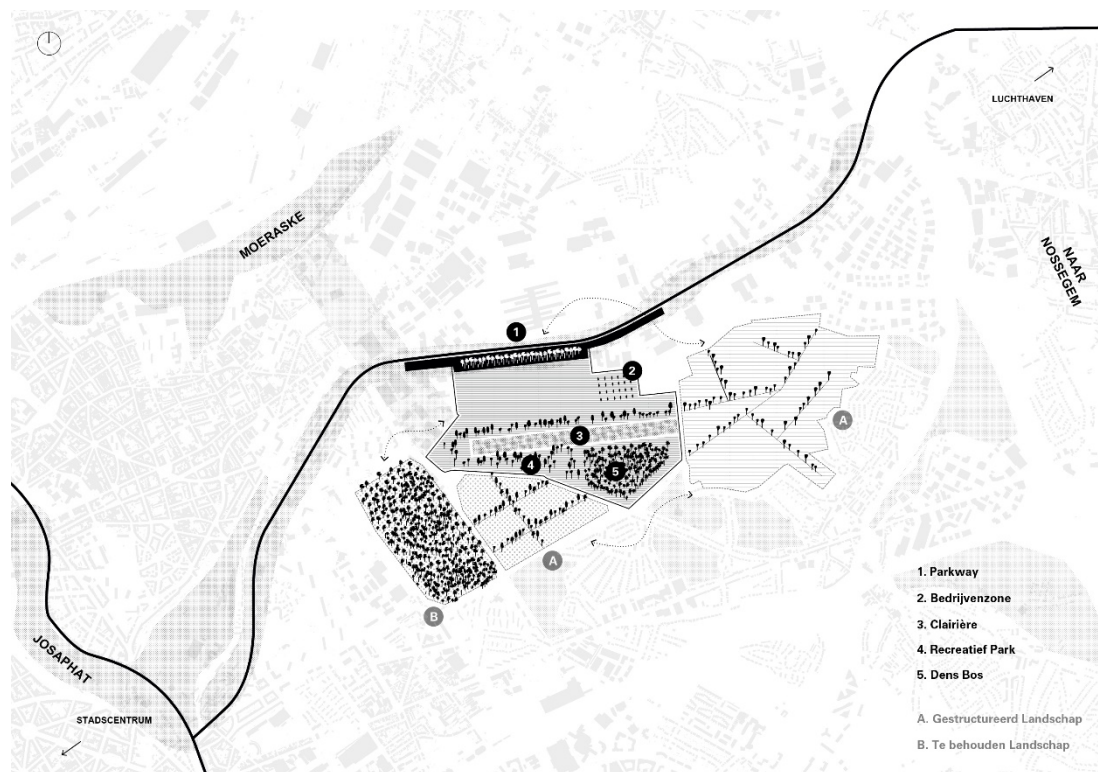 LUCHTHAVEN
MOERASKE
NAAR
NOSSEGEM
1
2
3
A
4
5
A
B
JOSAPHAT
STADSCENTRUM
1. Parkway
2. Bedrijvenzone
3. Clairière
4. Recreatief Park
5. Dens Bos
A. Gestructureerd Landschap
B. Te behouden Landschap